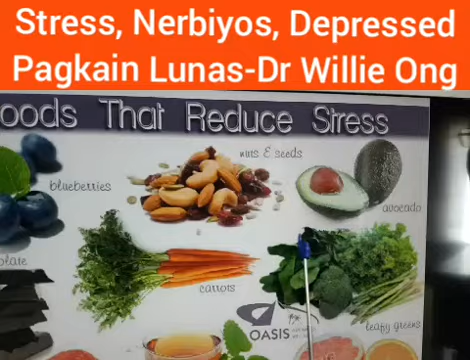 Stress, Nerbiyos, Depressed
Pagkain Lunas-Dr Willie Ong
oods That Reduce Stress
nuts & seeds
blueberries
avocado
olate
carrots
OASIS
leafy greens